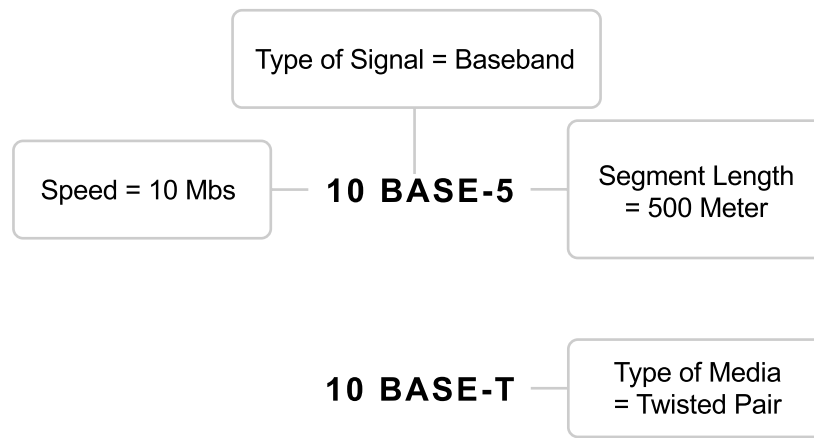 Type of Signal = Baseband
Speed = 10 Mbs
10 BASE-5
Segment Length
= 500 Meter
10 BASE-T
Type of Media
= Twisted Pair